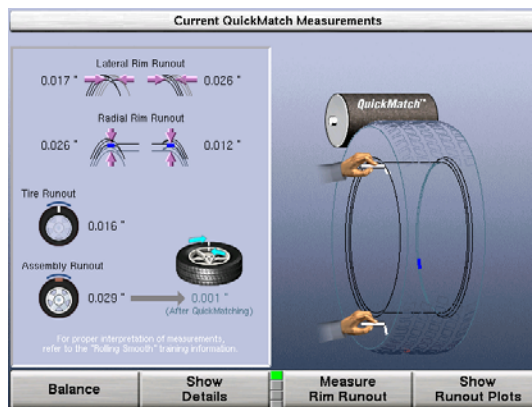 Current QuickMatch Measurements
Lateral Rim Runout
0.017 " 0.026 "
Radial Rim Runout
0.026 " 0.012 "
Tire Runout
0.016 "
Assembly Runout
0.029 " 0.001 "
(After QuickMatching)
For proper interpretation of measurements,
refer to the "Rolling Smooth" training information.
QuickMatch™
Balance Show Details Measure Rim Runout Show Runout Plots